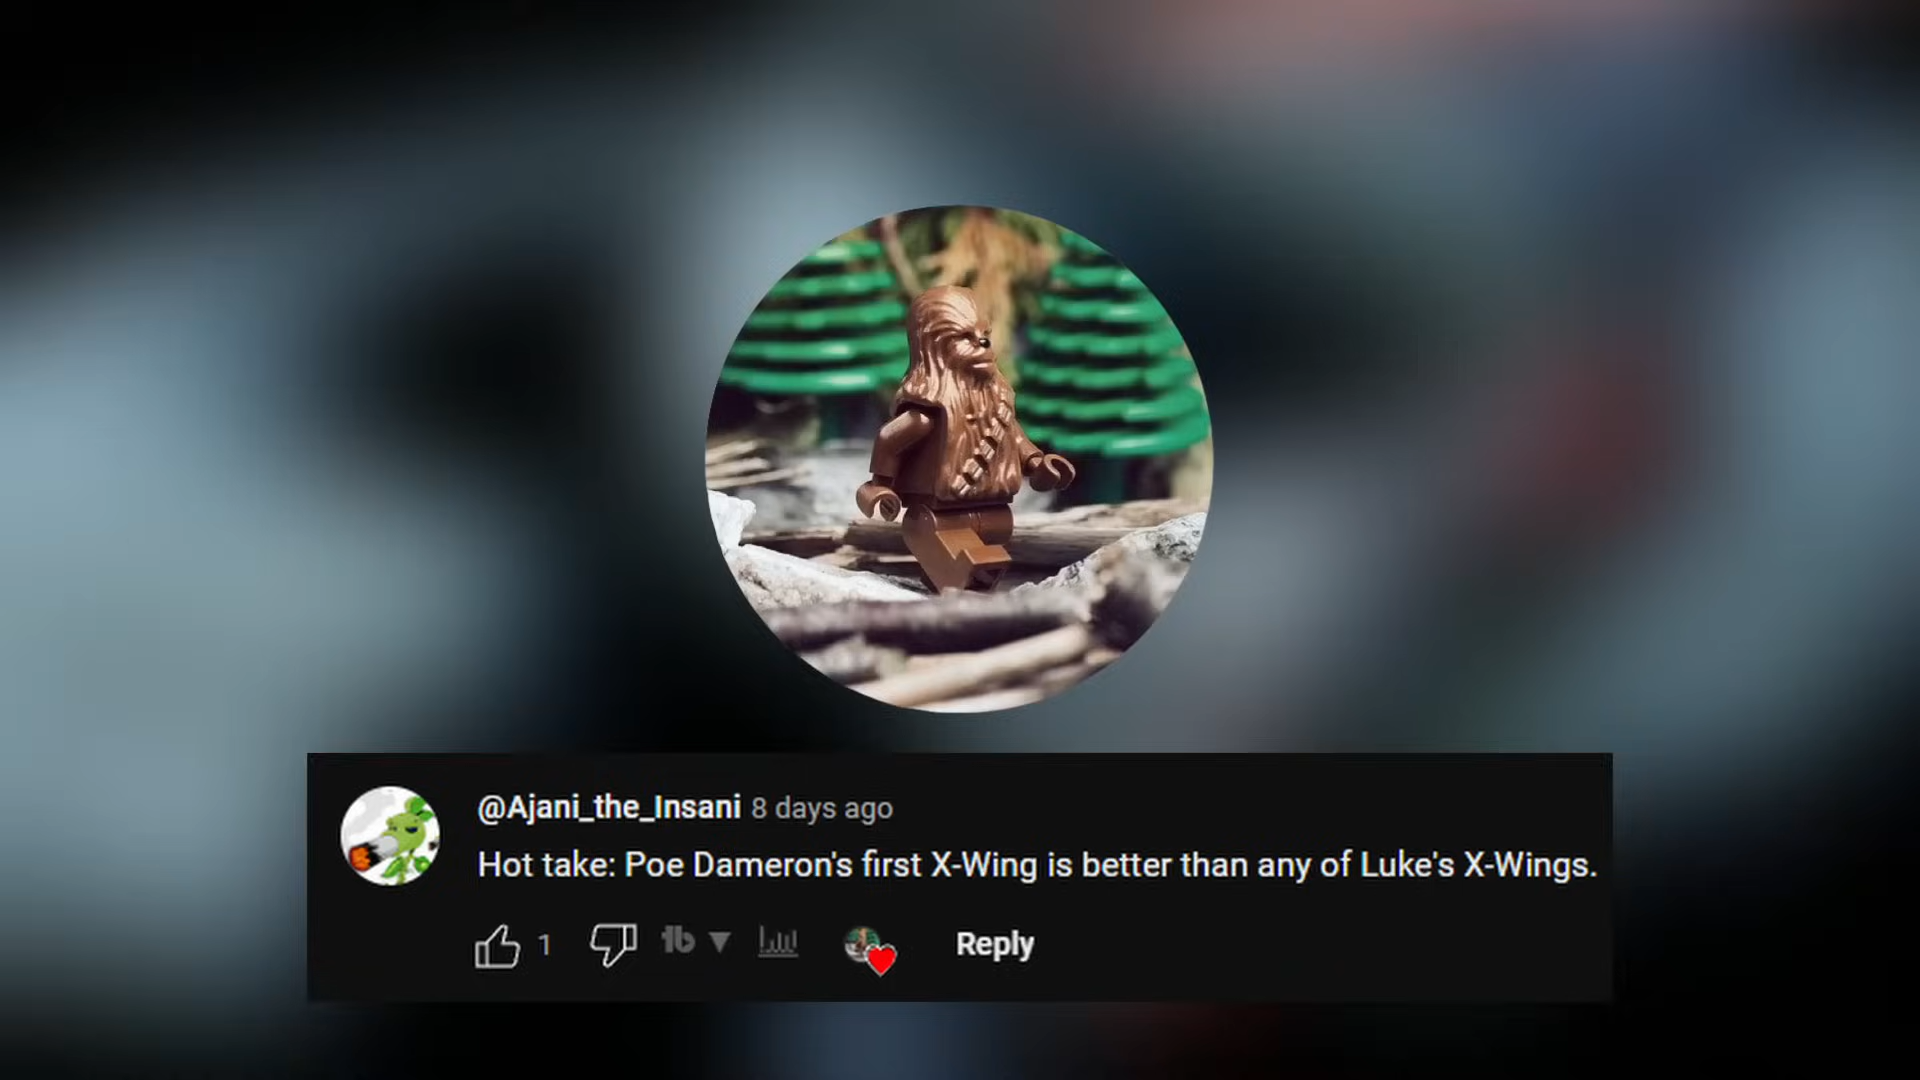 @Ajani_the_Insani 8 days ago
Hot take: Poe Dameron's first X-Wing is better than any of Luke's X-Wings.
1 tb Reply